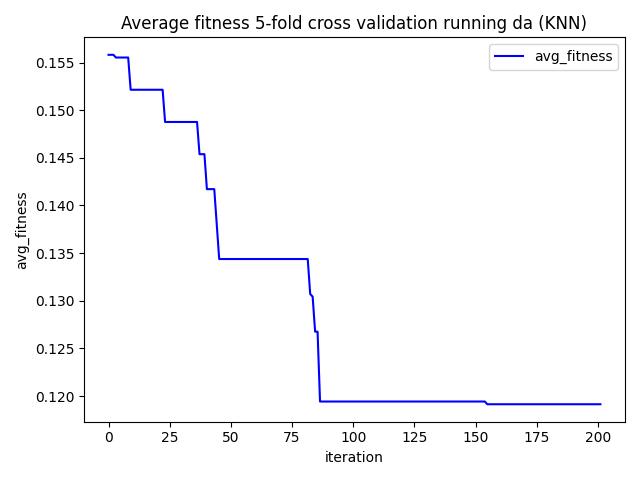 Average fitness 5-fold cross validation running da (KNN)
avg_fitness
0.155
0.150
0.145
0.140
0.135
0.130
0.125
0.120
avg_fitness
0 25 50 75 100 125 150 175 200
iteration